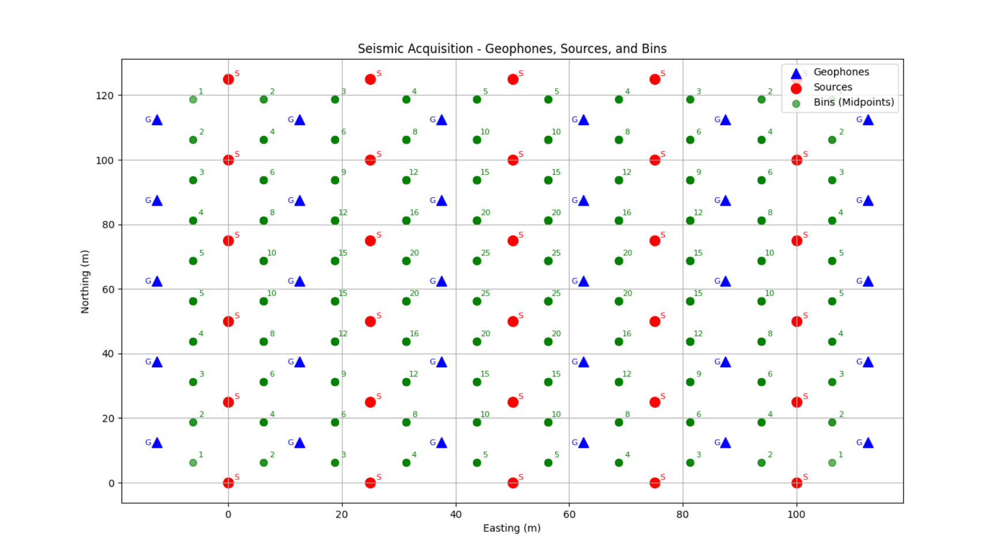 Seismic Acquisition - Geophones, Sources, and Bins
S S S S S
Geophones
Sources
Bins (Midpoints)
120
1 2 3 4 5 5 4 3 2 1
G G G G G G
2 4 6 8 10 10 8 6 4 2
100
S S S S S
3 6 9 12 15 15 12 9 6 3
G G G G G G
4 8 12 16 20 20 16 12 8 4
80
S S S S S
5 10 15 20 25 25 20 15 10 5
G G G G G G
60
5 10 15 20 25 25 20 15 10 5
S S S S S
4 8 12 16 20 20 16 12 8 4
40
G G G G G G
3 6 9 12 15 15 12 9 6 3
S S S S S
2 4 6 8 10 10 8 6 4 2
20
G G G G G G
1 2 3 4 5 5 4 3 2 1
0
S S S S S
0 20 40 60 80 100
Easting (m)
Northing (m)